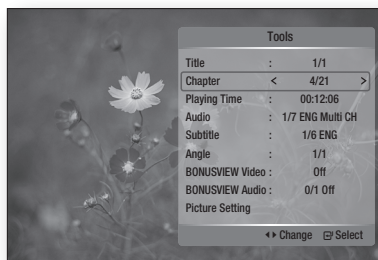 Tools
Title : 1/1
Chapter < 4/21 >
Playing Time : 00:12:06
Audio : 1/7 ENG Multi CH
Subtitle : 1/6 ENG
Angle : 1/1
BONUSVIEW Video : Off
BONUSVIEW Audio : 0/1 Off
Picture Setting
◂▸ Change Select